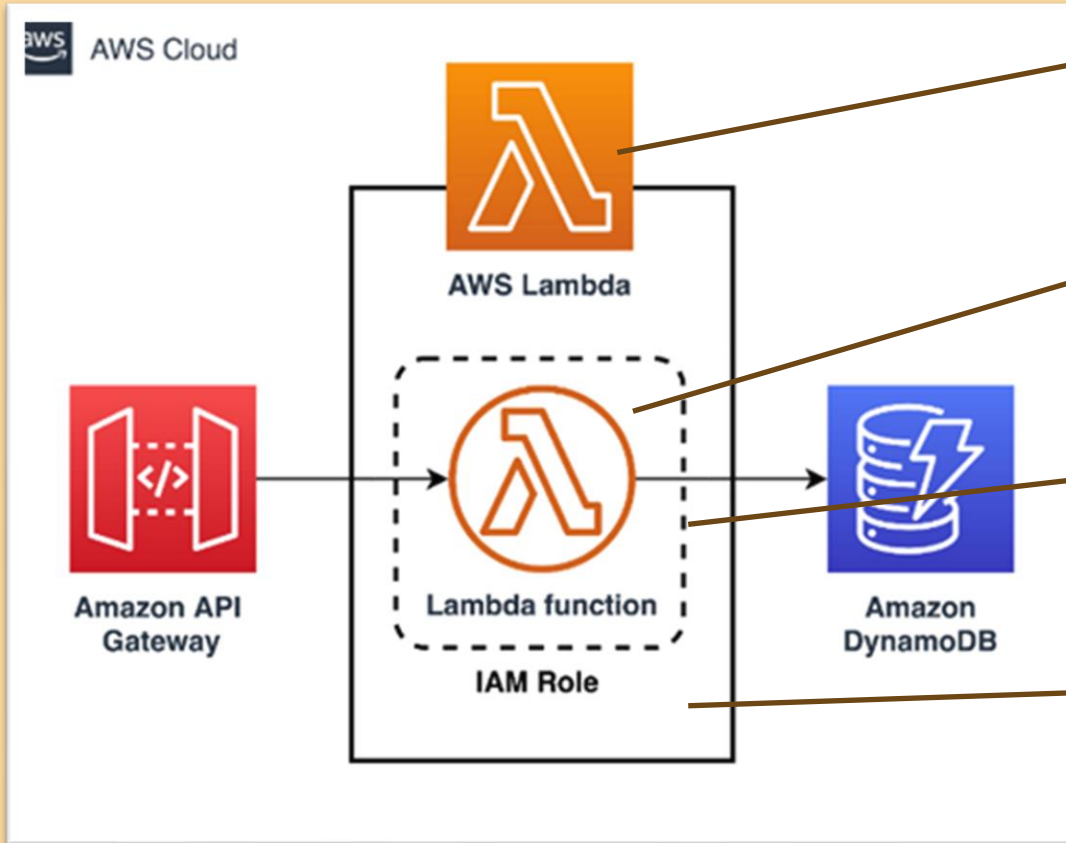 aws
AWS Cloud
AWS Lambda
</>
Amazon API
Gateway
Lambda function
IAM Role
Amazon
DynamoDB